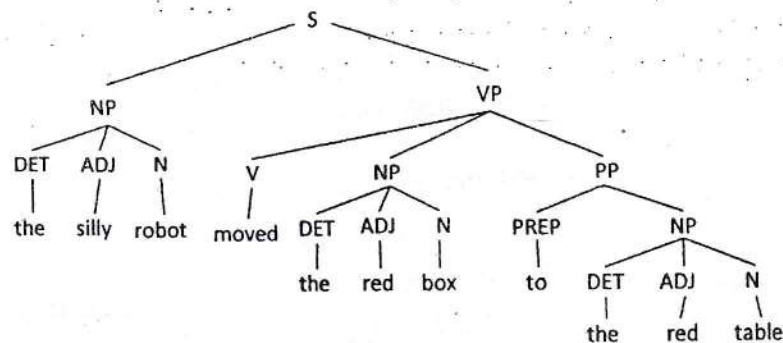 S
NP VP
DET ADJ N V NP PP
the silly robot moved DET ADJ N PREP NP
the red box to DET ADJ N
the red table